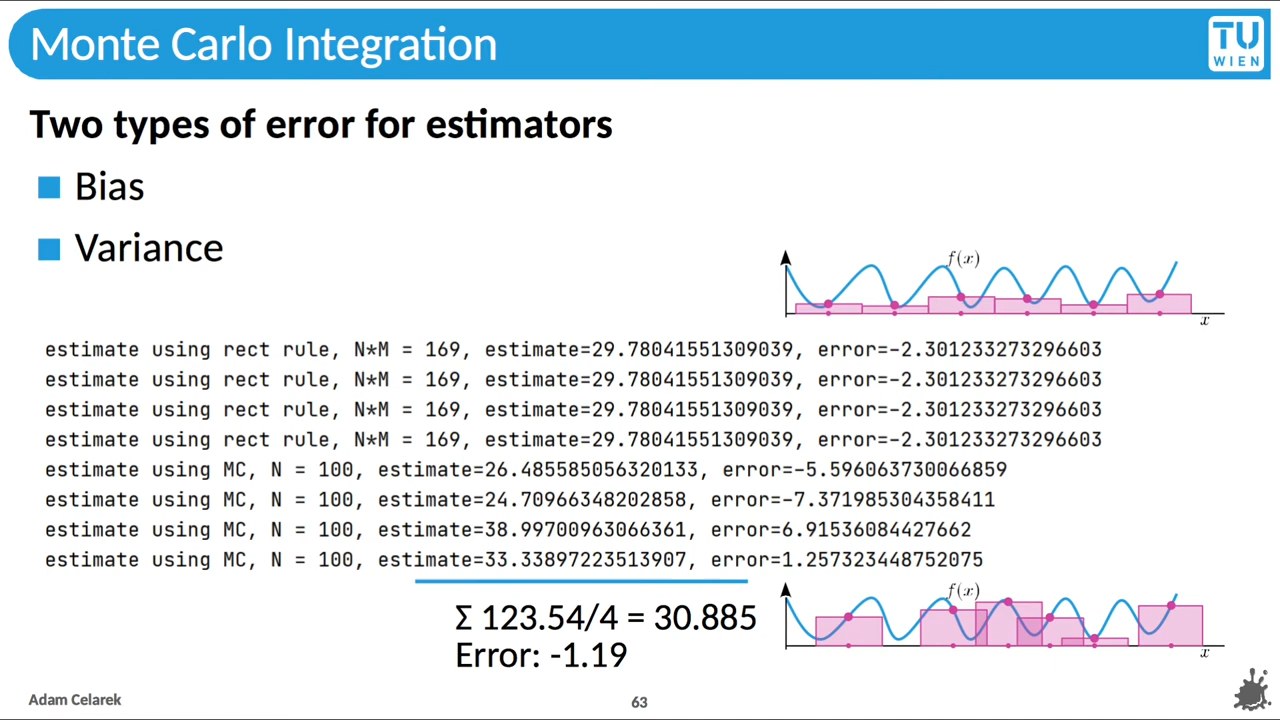 Monte Carlo Integration
TU
WIEN
Two types of error for estimators
Bias
Variance
f(x)
x
estimate using rect rule, N*M = 169, estimate=29.78041551309039, error=-2.301233273296603
estimate using rect rule, N*M = 169, estimate=29.78041551309039, error=-2.301233273296603
estimate using rect rule, N*M = 169, estimate=29.78041551309039, error=-2.301233273296603
estimate using rect rule, N*M = 169, estimate=29.78041551309039, error=-2.301233273296603
estimate using MC, N = 100, estimate=26.485585056320133, error=-5.596063730066859
estimate using MC, N = 100, estimate=24.70966348202858, error=-7.371985304358411
estimate using MC, N = 100, estimate=38.99700963066361, error=6.91536084427662
estimate using MC, N = 100, estimate=33.33897223513907, error=1.257323448752075
Σ 123.54/4 = 30.885
Error: -1.19
f(x)
x
Adam Celarek
63